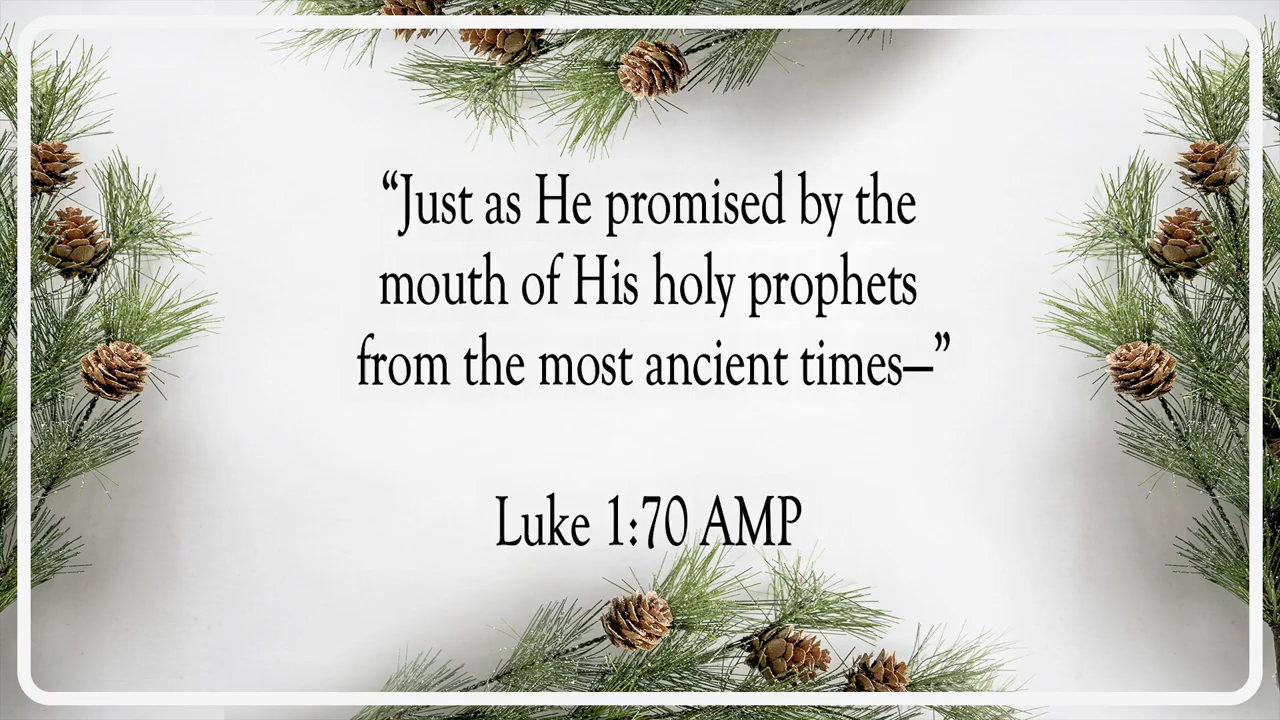 “Just as He promised by the
mouth of His holy prophets
from the most ancient times—”
Luke 1:70 AMP